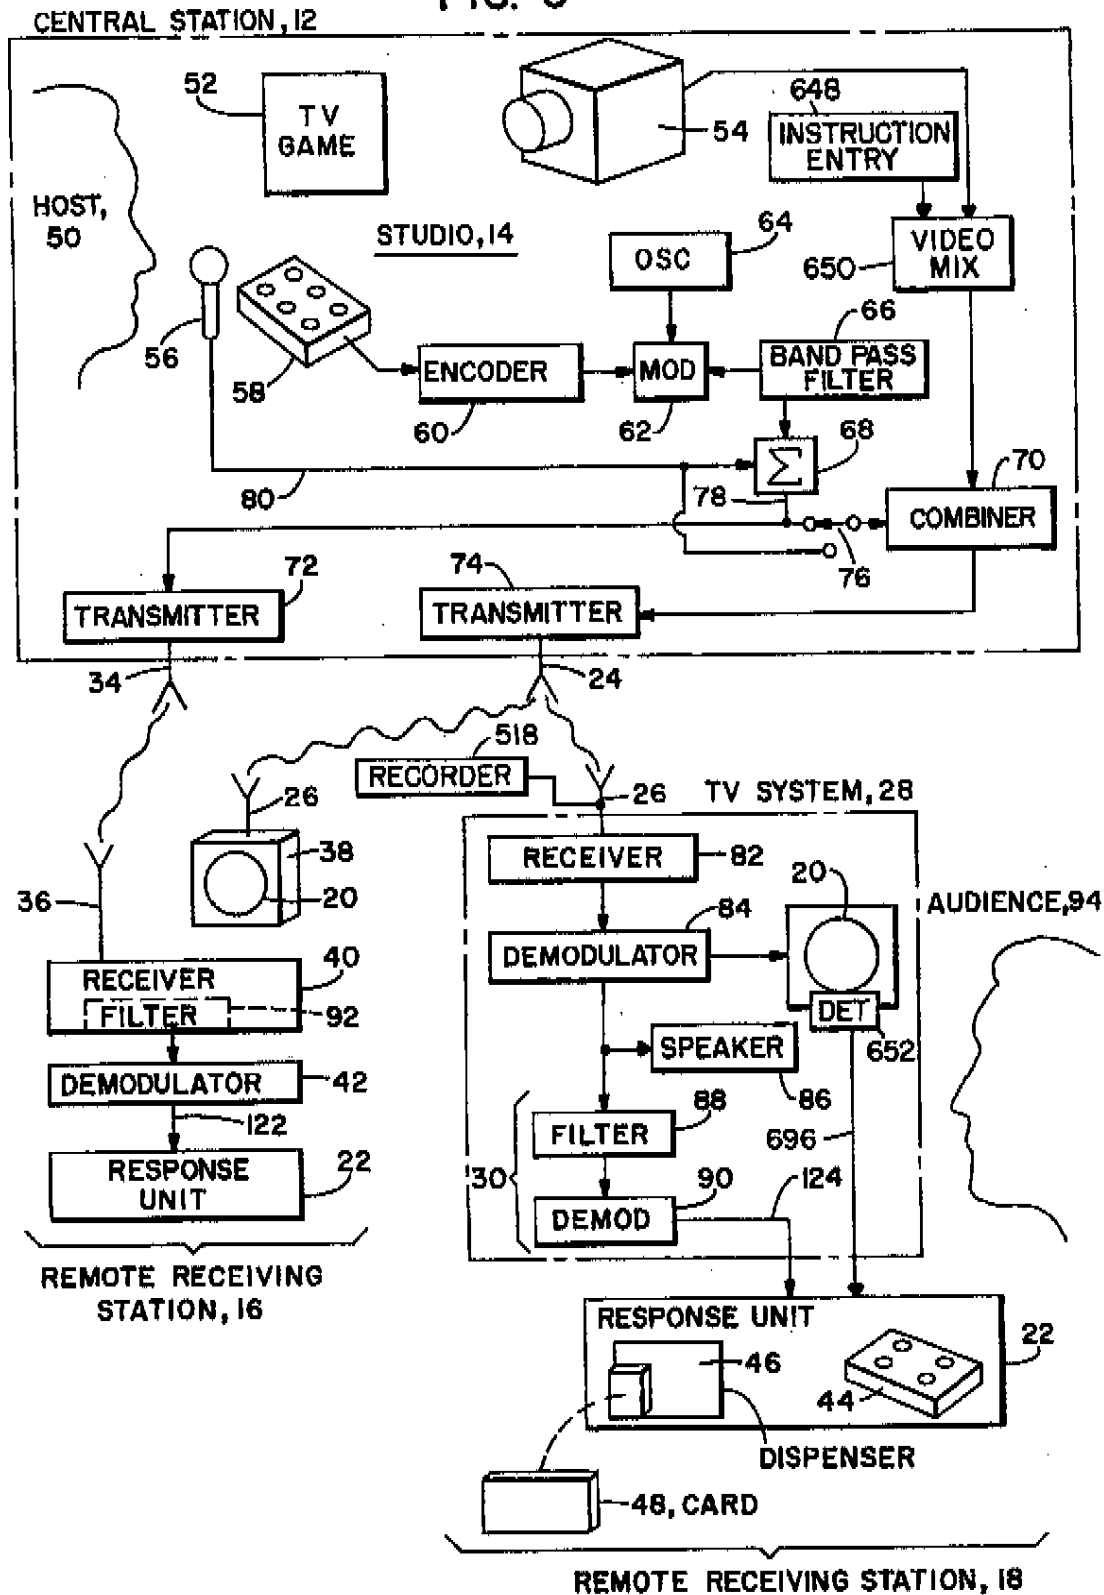 CENTRAL STATION, 12
52
TV
GAME
54
648
INSTRUCTION
ENTRY
HOST,
50
STUDIO, 14
64
OSC
650
VIDEO
MIX
56
58
66
ENCODER
MOD
BAND PASS
FILTER
60
62
68
Σ
80
78
70
COMBINER
76
72
TRANSMITTER
74
TRANSMITTER
34
24
518
RECORDER
26
26
TV SYSTEM, 28
38
20
RECEIVER
82
20
36
84
AUDIENCE, 94
DEMODULATOR
RECEIVER
40
FILTER
92
DET
652
SPEAKER
DEMODULATOR
42
86
88
122
FILTER
696
RESPONSE
UNIT
22
30
90
124
DEMOD
REMOTE RECEIVING
STATION, 16
RESPONSE UNIT
22
46
44
DISPENSER
48, CARD
REMOTE RECEIVING STATION, 18